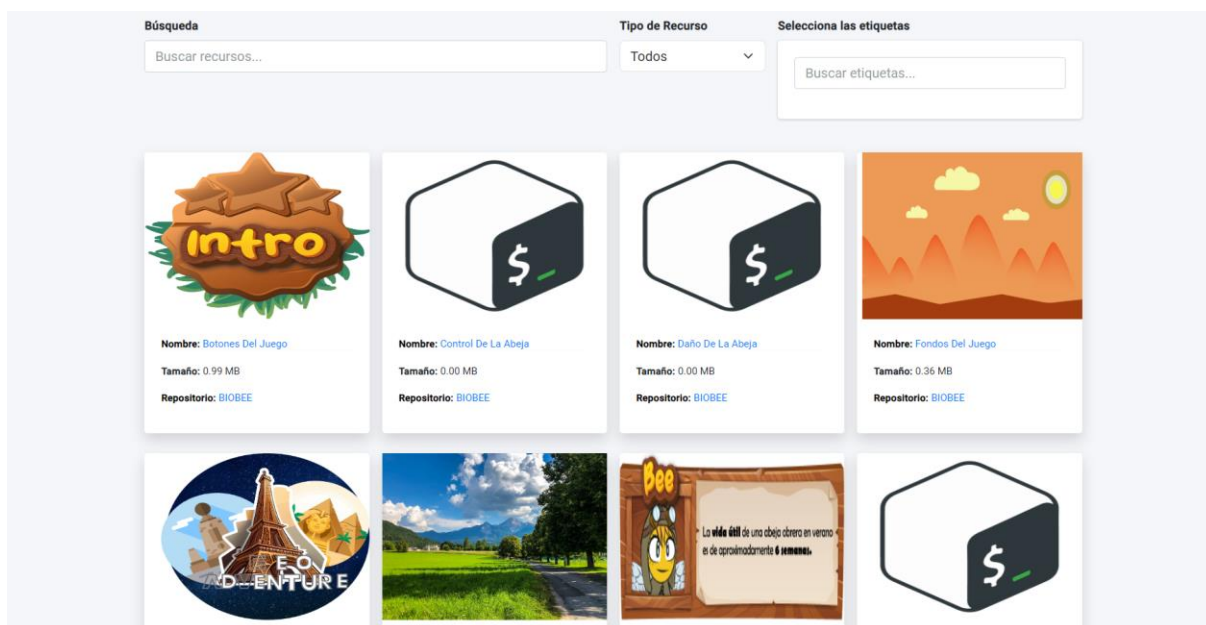 Búsqueda
Tipo de Recurso
Selecciona las etiquetas
Buscar recursos...
Todos
Buscar etiquetas...
Intro
$_
$_
$
Nombre: Botones Del Juego
Nombre: Control De La Abeja
Nombre: Daño De La Abeja
Nombre: Fondos Del Juego
Tamaño: 0.99 MB
Tamaño: 0.00 MB
Tamaño: 0.00 MB
Tamaño: 0.36 MB
Repositorio: BIOBEE
Repositorio: BIOBEE
Repositorio: BIOBEE
Repositorio: BIOBEE
Bee
La vida útil de una abeja obrera en verano
es de aproximadamente 6 semanas.
$_